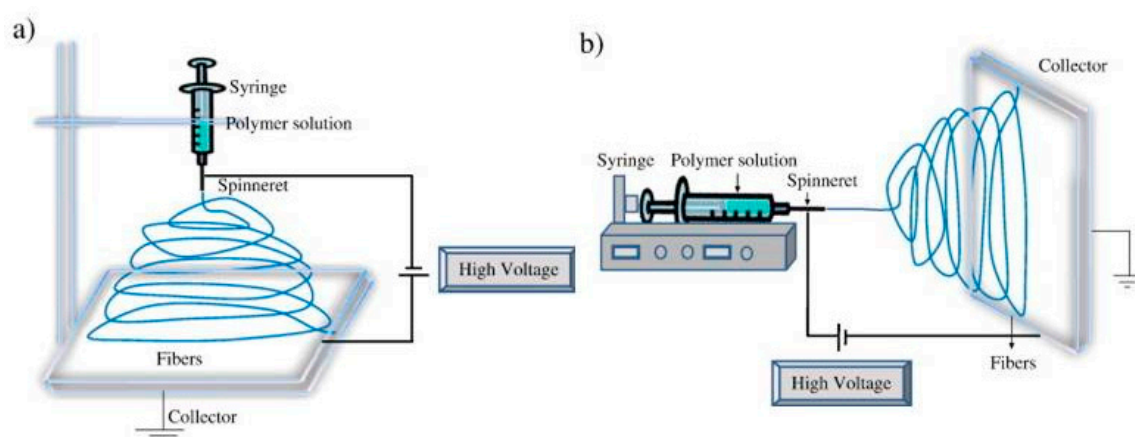 a)
Syringe
Polymer solution
Spinneret
High Voltage
Fibers
Collector
b)
Collector
Syringe
Polymer solution
Spinneret
High Voltage
Fibers